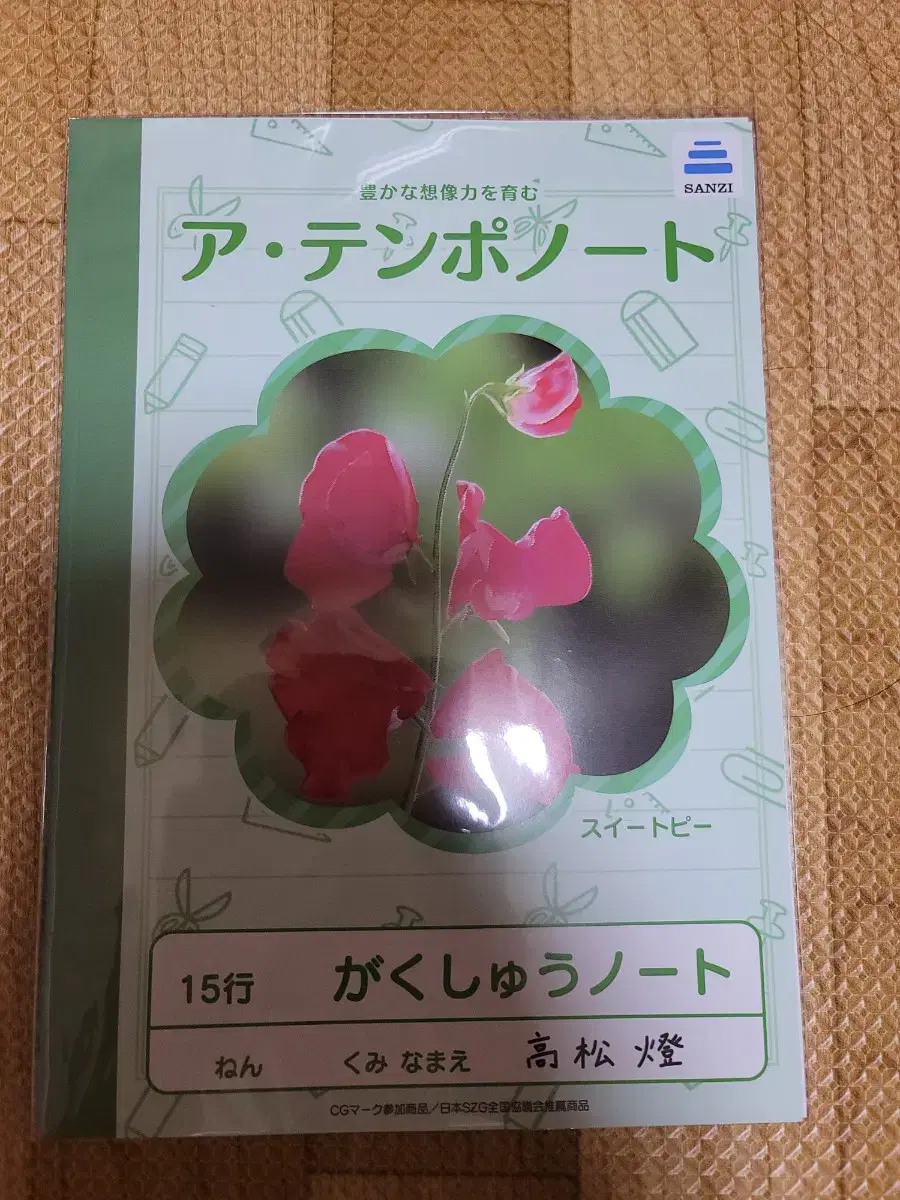 SANZI
豊かな想像力を育む
ア・テンポノート
スイートピー
15行 がくしゅうノート
ねん くみ なまえ 高松 燈
CGマーク参加商品/日本SZG全国協議会推薦商品